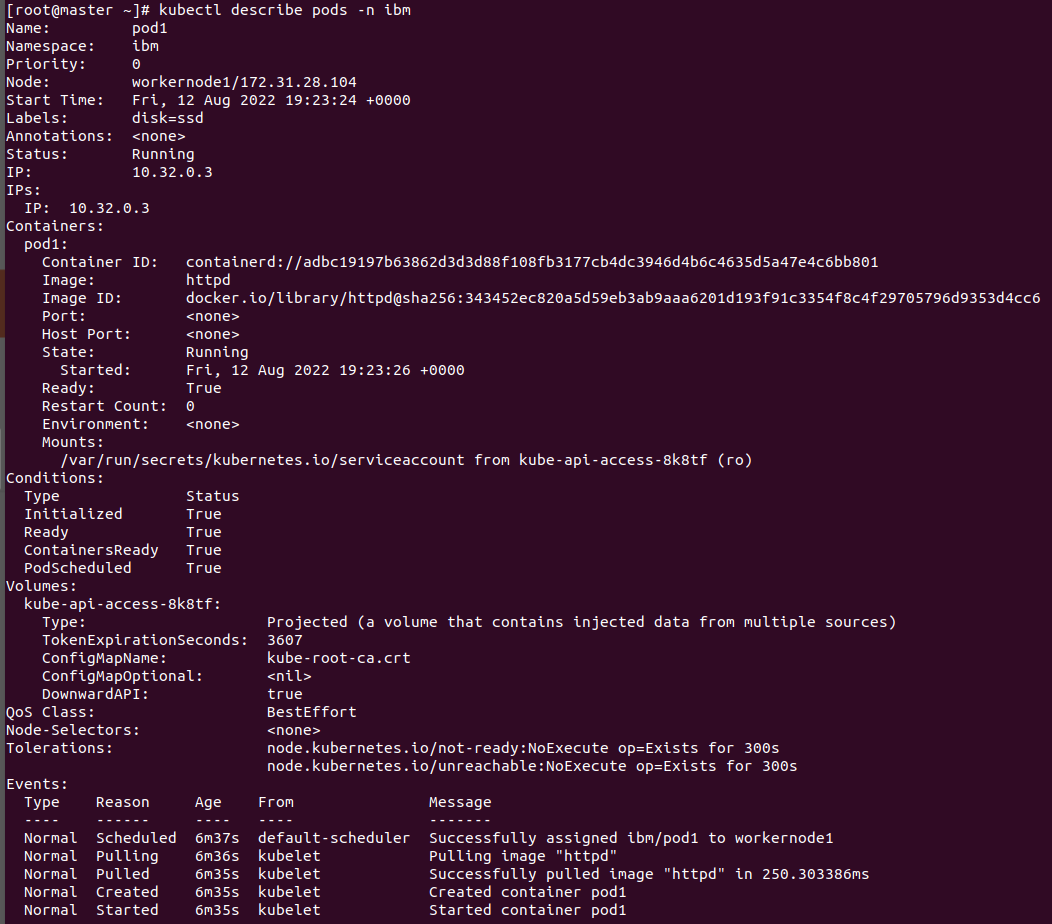 [root@master ~]# kubectl describe pods -n ibm
Name:         pod1
Namespace:    ibm
Priority:     0
Node:         workernode1/172.31.28.104
Start Time:   Fri, 12 Aug 2022 19:23:24 +0000
Labels:       disk=ssd
Annotations:  <none>
Status:       Running
IP:           10.32.0.3
IPs:
  IP:  10.32.0.3
Containers:
  pod1:
    Container ID:   containerd://adbc19197b63862d3d3d88f108fb3177cb4dc3946d4b6c4635d5a47e4c6bb801
    Image:          httpd
    Image ID:       docker.io/library/httpd@sha256:343452ec820a5d59eb3ab9aaa6201d193f91c3354f8c4f29705796d9353d4cc6
    Port:           <none>
    Host Port:      <none>
    State:          Running
      Started:      Fri, 12 Aug 2022 19:23:26 +0000
    Ready:          True
    Restart Count:  0
    Environment:    <none>
    Mounts:
      /var/run/secrets/kubernetes.io/serviceaccount from kube-api-access-8k8tf (ro)
Conditions:
  Type              Status
  Initialized       True
  Ready             True
  ContainersReady   True
  PodScheduled      True
Volumes:
  kube-api-access-8k8tf:
    Type:                    Projected (a volume that contains injected data from multiple sources)
    TokenExpirationSeconds:  3607
    ConfigMapName:           kube-root-ca.crt
    ConfigMapOptional:       <nil>
    DownwardAPI:             true
QoS Class:                   BestEffort
Node-Selectors:              <none>
Tolerations:                 node.kubernetes.io/not-ready:NoExecute op=Exists for 300s
                             node.kubernetes.io/unreachable:NoExecute op=Exists for 300s
Events:
  Type    Reason     Age    From               Message
  ----    ------     ----   ----               -------
  Normal  Scheduled  6m37s  default-scheduler  Successfully assigned ibm/pod1 to workernode1
  Normal  Pulling    6m36s  kubelet            Pulling image "httpd"
  Normal  Pulled     6m35s  kubelet            Successfully pulled image "httpd" in 250.303386ms
  Normal  Created    6m35s  kubelet            Created container pod1
  Normal  Started    6m35s  kubelet            Started container pod1